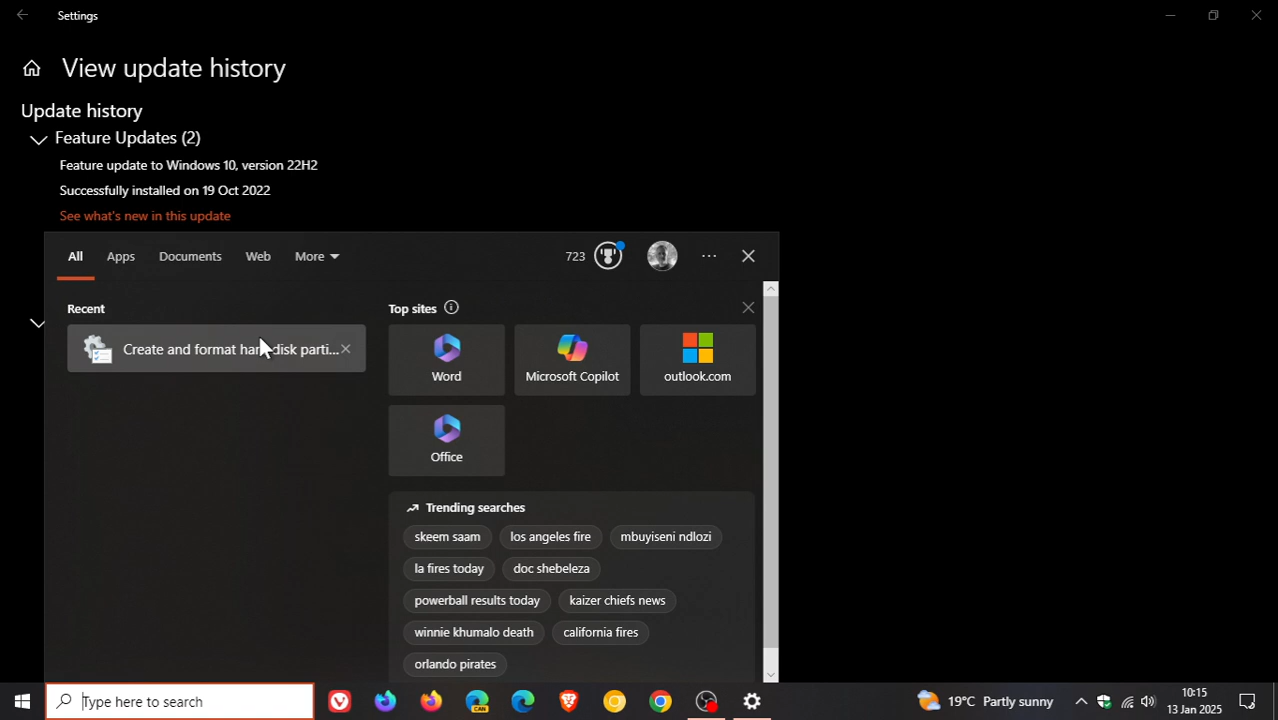 Settings
View update history
Update history
Feature Updates (2)
Feature update to Windows 10, version 22H2
Successfully installed on 19 Oct 2022
See what's new in this update
All Apps Documents Web More 723
Recent
Create and format hard disk parti...
Top sites
Word Microsoft Copilot outlook.com
Office
Trending searches
skeem saam los angeles fire mbuyiseni ndlozi
la fires today doc shebeleza
powerball results today kaizer chiefs news
winnie khumalo death california fires
orlando pirates
Type here to search CAN 19°C Partly sunny 10:15
13 Jan 2025